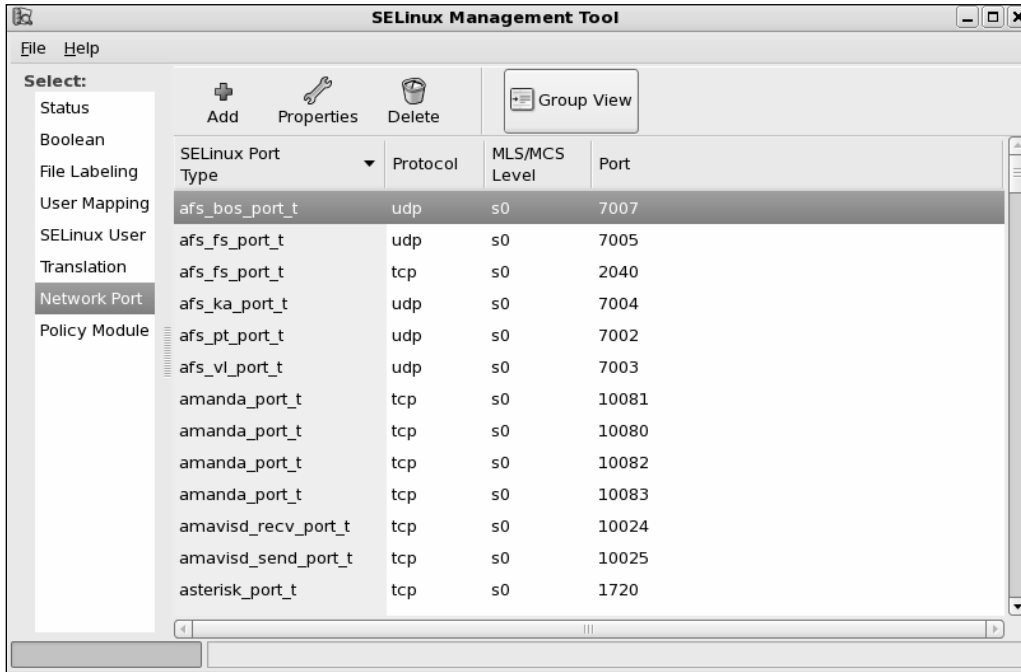 SELinux Management Tool
File Help
Select:
Status
Boolean
File Labeling
User Mapping
SELinux User
Translation
Network Port
Policy Module
Add Properties Delete Group View
SELinux Port Type Protocol MLS/MCS Level Port
afs_bos_port_t udp s0 7007
afs_fs_port_t udp s0 7005
afs_fs_port_t tcp s0 2040
afs_ka_port_t udp s0 7004
afs_pt_port_t udp s0 7002
afs_vl_port_t udp s0 7003
amanda_port_t tcp s0 10081
amanda_port_t tcp s0 10080
amanda_port_t tcp s0 10082
amanda_port_t tcp s0 10083
amavisd_recv_port_t tcp s0 10024
amavisd_send_port_t tcp s0 10025
asterisk_port_t tcp s0 1720